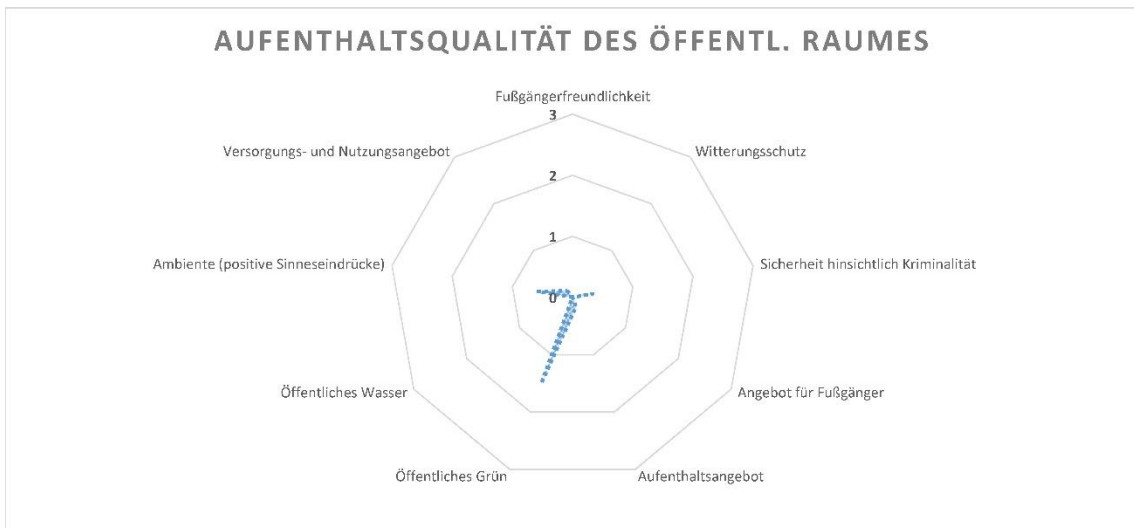 AUFENTHALTSQUALITÄT DES ÖFFENTL. RAUMES
Fußgängerfreundlichkeit
3
Versorgungs- und Nutzungsangebot
Witterungsschutz
2
1
Ambiente (positive Sinneseindrücke)
Sicherheit hinsichtlich Kriminalität
0
Öffentliches Wasser
Angebot für Fußgänger
Öffentliches Grün
Aufenthaltsangebot